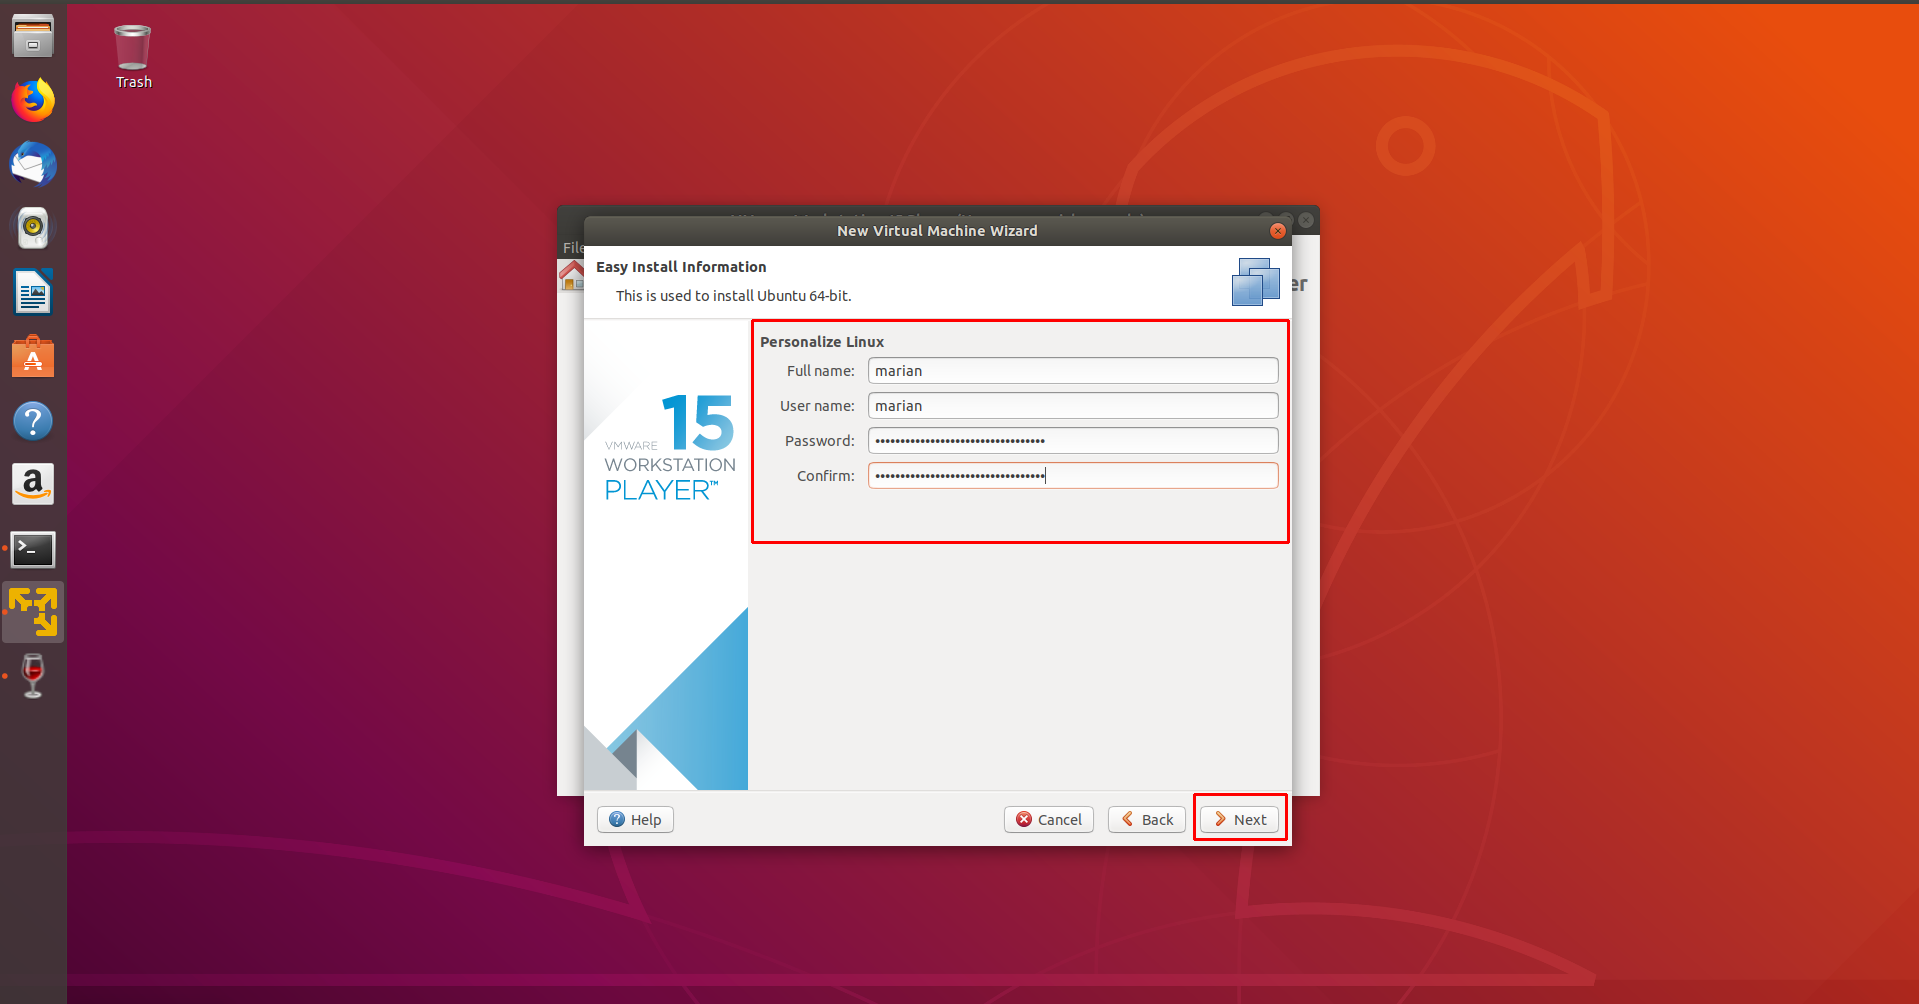 Trash
New Virtual Machine Wizard
File
Easy Install Information
This is used to install Ubuntu 64-bit.
er
Personalize Linux
Full name: marian
User name: marian
Password: ••••••••••••••••••••••••••••••••••
Confirm: ••••••••••••••••••••••••••••••••••
VMWARE 15
WORKSTATION
PLAYER™
Help
Cancel
Back
Next